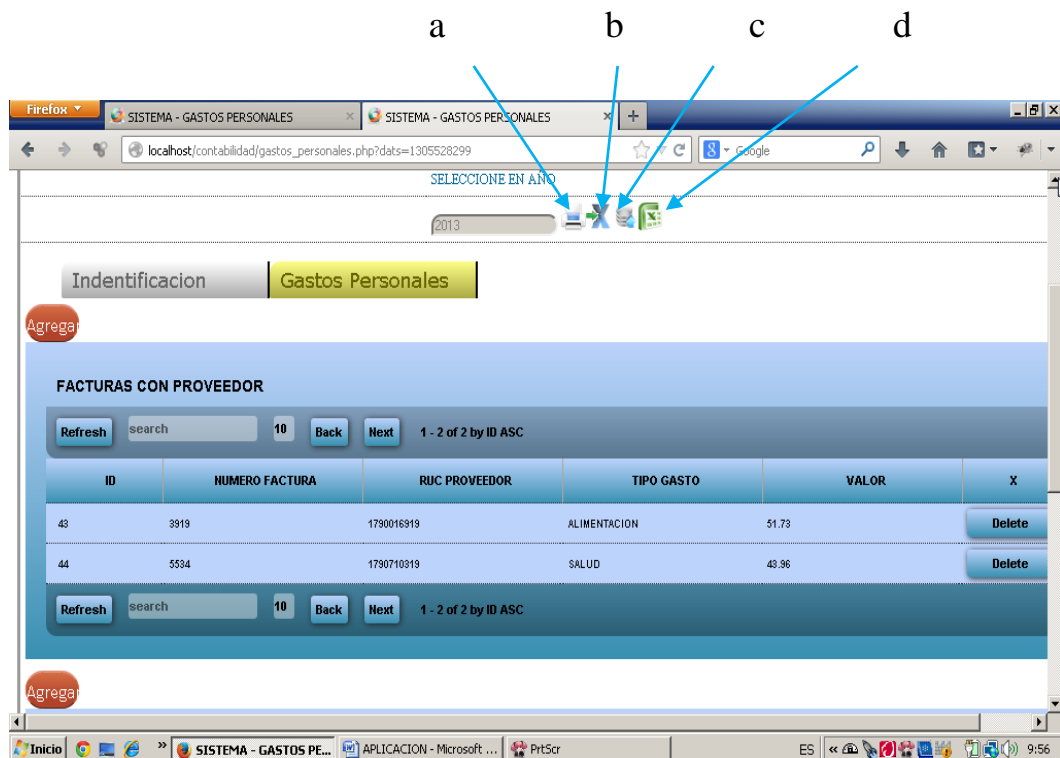 a b c d
Firefox
SISTEMA - GASTOS PERSONALES SISTEMA - GASTOS PERSONALES
localhost/contabilidad/gastos_personales.php?dats=1305528299 Google
SELECCIONE EN AÑO
2013
Indentificacion Gastos Personales
Agregar
FACTURAS CON PROVEEDOR
Refresh search 10 Back Next 1 - 2 of 2 by ID ASC
ID NUMERO FACTURA RUC PROVEEDOR TIPO GASTO VALOR X
43 3919 1790016919 ALIMENTACION 51.73 Delete
44 5534 1790710319 SALUD 43.96 Delete
Refresh search 10 Back Next 1 - 2 of 2 by ID ASC
Agregar
Inicio » SISTEMA - GASTOS PE... APLICACION - Microsoft ... PrtScr ES « 9:56